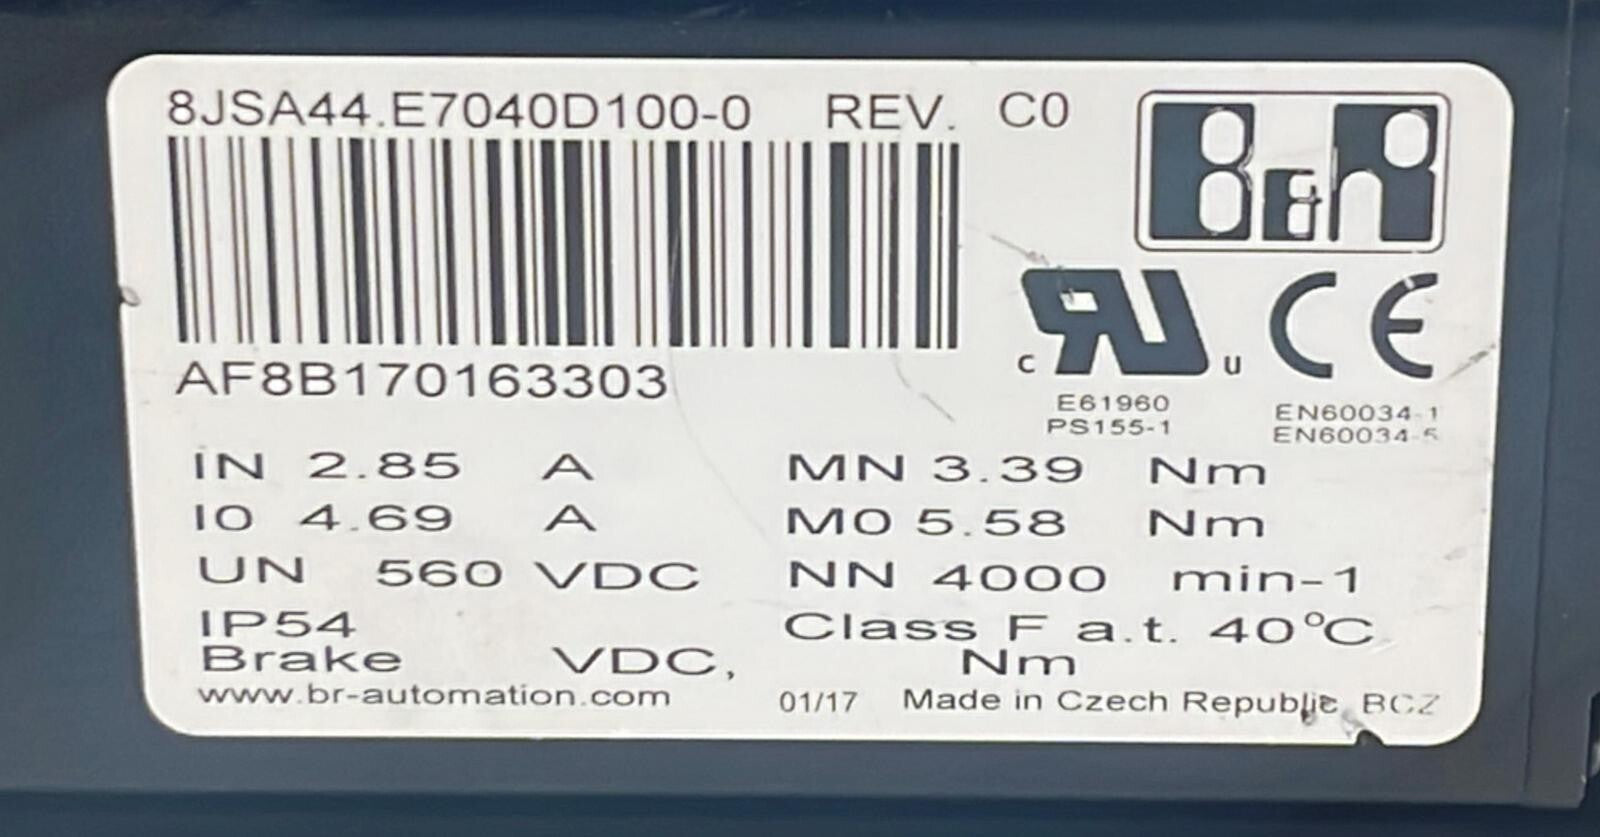 8JSA44.E7040D100-0 REV. C0
B&R
AF8B170163303
c RU u CE
E61960
PS155-1
EN60034-1
EN60034-5
IN 2.85 A MN 3.39 Nm
I0 4.69 A M0 5.58 Nm
UN 560 VDC NN 4000 min-1
IP54 Class F a.t. 40°C
Brake VDC, Nm
www.br-automation.com 01/17 Made in Czech Republic BCZ